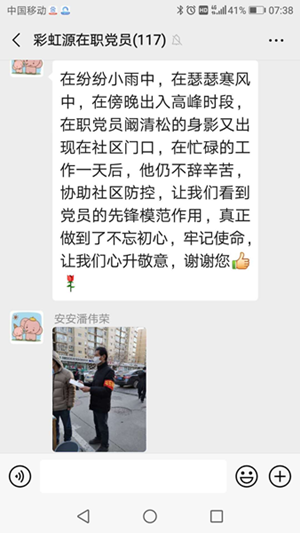 中国移动
HD
4G
41%
07:38
彩虹源在职党员(117)
在纷纷小雨中，在瑟瑟寒风
中，在傍晚出入高峰时段，
在职党员阚清松的身影又出
现在社区门口，在忙碌的工
作一天后，他仍不辞辛苦，
协助社区防控，让我们看到
党员的先锋模范作用，真正
做到了不忘初心，牢记使命，
让我们心升敬意，谢谢您
安安潘伟荣